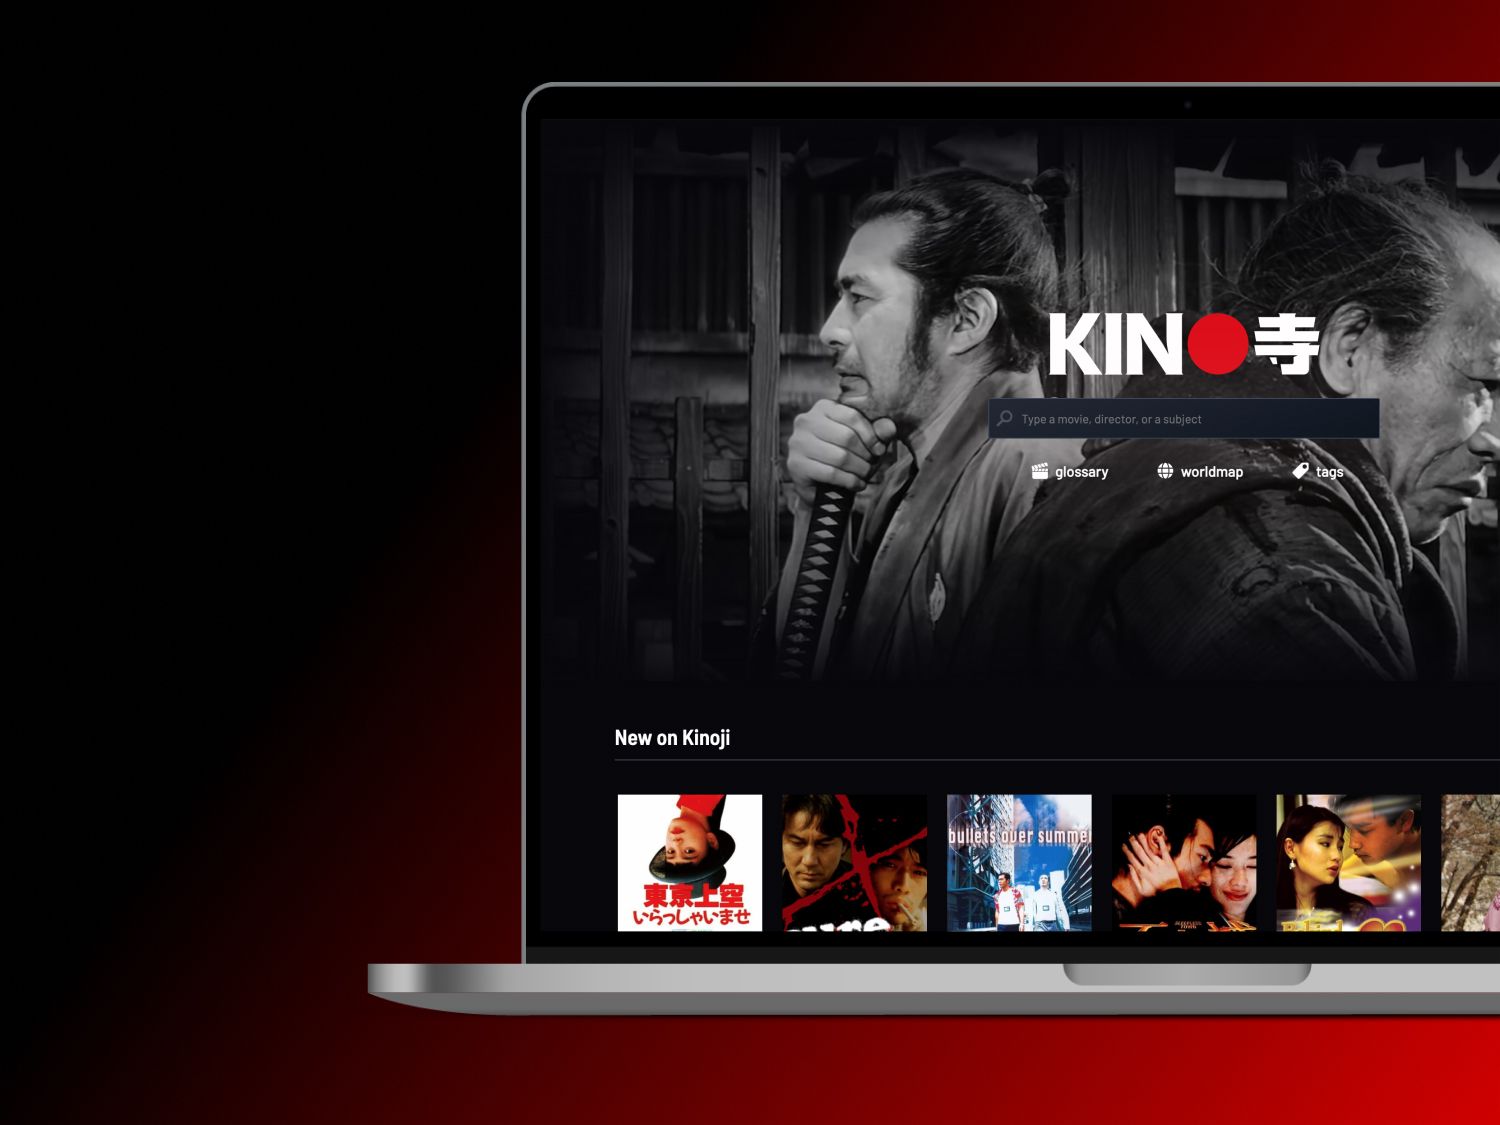 KIN●寺
Type a movie, director, or a subject
glossary
worldmap
tags
New on Kinoji
東京上空
いらっしゃいませ
bullets over summer